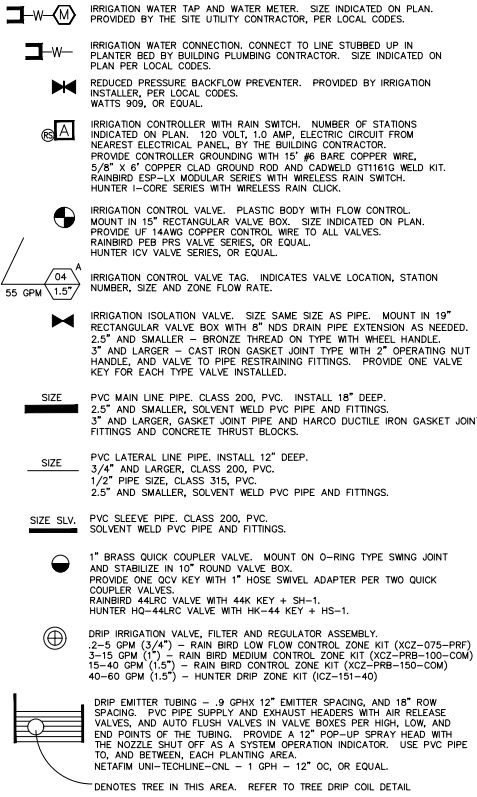 W M IRRIGATION WATER TAP AND WATER METER. SIZE INDICATED ON PLAN.
PROVIDED BY THE SITE UTILITY CONTRACTOR, PER LOCAL CODES.
W IRRIGATION WATER CONNECTION. CONNECT TO LINE STUBBED UP IN
PLANTER BED BY BUILDING PLUMBING CONTRACTOR. SIZE INDICATED ON
PLAN PER LOCAL CODES.
REDUCED PRESSURE BACKFLOW PREVENTER. PROVIDED BY IRRIGATION
INSTALLER, PER LOCAL CODES.
WATTS 909, OR EQUAL.
RS A IRRIGATION CONTROLLER WITH RAIN SWITCH. NUMBER OF STATIONS
INDICATED ON PLAN. 120 VOLT, 1.0 AMP, ELECTRIC CIRCUIT FROM
NEAREST ELECTRICAL PANEL, BY THE BUILDING CONTRACTOR.
PROVIDE CONTROLLER GROUNDING WITH 15' #6 BARE COPPER WIRE,
5/8" X 6' COPPER CLAD GROUND ROD AND CADWELD GT1161G WELD KIT.
RAINBIRD ESP-LX MODULAR SERIES WITH WIRELESS RAIN SWITCH.
HUNTER I-CORE SERIES WITH WIRELESS RAIN CLICK.
IRRIGATION CONTROL VALVE. PLASTIC BODY WITH FLOW CONTROL.
MOUNT IN 15" RECTANGULAR VALVE BOX. SIZE INDICATED ON PLAN.
PROVIDE UF 14AWG COPPER CONTROL WIRE TO ALL VALVES.
RAINBIRD PEB PRS VALVE SERIES, OR EQUAL.
HUNTER ICV VALVE SERIES, OR EQUAL.
A
04
55 GPM 1.5"
IRRIGATION CONTROL VALVE TAG. INDICATES VALVE LOCATION, STATION
NUMBER, SIZE AND ZONE FLOW RATE.
IRRIGATION ISOLATION VALVE. SIZE SAME SIZE AS PIPE. MOUNT IN 19"
RECTANGULAR VALVE BOX WITH 8" NDS DRAIN PIPE EXTENSION AS NEEDED.
2.5" AND SMALLER - BRONZE THREAD ON TYPE WITH WHEEL HANDLE.
3" AND LARGER - CAST IRON GASKET JOINT TYPE WITH 2" OPERATING NUT
HANDLE, AND VALVE TO PIPE RESTRAINING FITTINGS. PROVIDE ONE VALVE
KEY FOR EACH TYPE VALVE INSTALLED.
SIZE PVC MAIN LINE PIPE. CLASS 200, PVC. INSTALL 18" DEEP.
2.5" AND SMALLER, SOLVENT WELD PVC PIPE AND FITTINGS.
3" AND LARGER, GASKET JOINT PIPE AND HARCO DUCTILE IRON GASKET JOIN
FITTINGS AND CONCRETE THRUST BLOCKS.
SIZE PVC LATERAL LINE PIPE. INSTALL 12" DEEP.
3/4" AND LARGER, CLASS 200, PVC.
1/2" PIPE SIZE, CLASS 315, PVC.
2.5" AND SMALLER, SOLVENT WELD PVC PIPE AND FITTINGS.
SIZE SLV. PVC SLEEVE PIPE. CLASS 200, PVC.
SOLVENT WELD PVC PIPE AND FITTINGS.
1" BRASS QUICK COUPLER VALVE. MOUNT ON O-RING TYPE SWING JOINT
AND STABILIZE IN 10" ROUND VALVE BOX.
PROVIDE ONE QCV KEY WITH 1" HOSE SWIVEL ADAPTER PER TWO QUICK
COUPLER VALVES.
RAINBIRD 44LRC VALVE WITH 44K KEY + SH-1.
HUNTER HQ-44LRC VALVE WITH HK-44 KEY + HS-1.
DRIP IRRIGATION VALVE, FILTER AND REGULATOR ASSEMBLY.
.2-5 GPM (3/4") - RAIN BIRD LOW FLOW CONTROL ZONE KIT (XCZ-075-PRF)
3-15 GPM (1") - RAIN BIRD MEDIUM CONTROL ZONE KIT (XCZ-PRB-100-COM)
15-40 GPM (1.5") - RAIN BIRD CONTROL ZONE KIT (XCZ-PRB-150-COM)
40-60 GPM (1.5") - HUNTER DRIP ZONE KIT (ICZ-151-40)
DRIP EMITTER TUBING - .9 GPHX 12" EMITTER SPACING, AND 18" ROW
SPACING. PVC PIPE SUPPLY AND EXHAUST HEADERS WITH AIR RELEASE
VALVES, AND AUTO FLUSH VALVES IN VALVE BOXES PER HIGH, LOW, AND
END POINTS OF THE TUBING. PROVIDE A 12" POP-UP SPRAY HEAD WITH
THE NOZZLE SHUT OFF AS A SYSTEM OPERATION INDICATOR. USE PVC PIPE
TO, AND BETWEEN, EACH PLANTING AREA.
NETAFIM UNI-TECHLINE-CNL - 1 GPH - 12" OC, OR EQUAL.
DENOTES TREE IN THIS AREA. REFER TO TREE DRIP COIL DETAIL